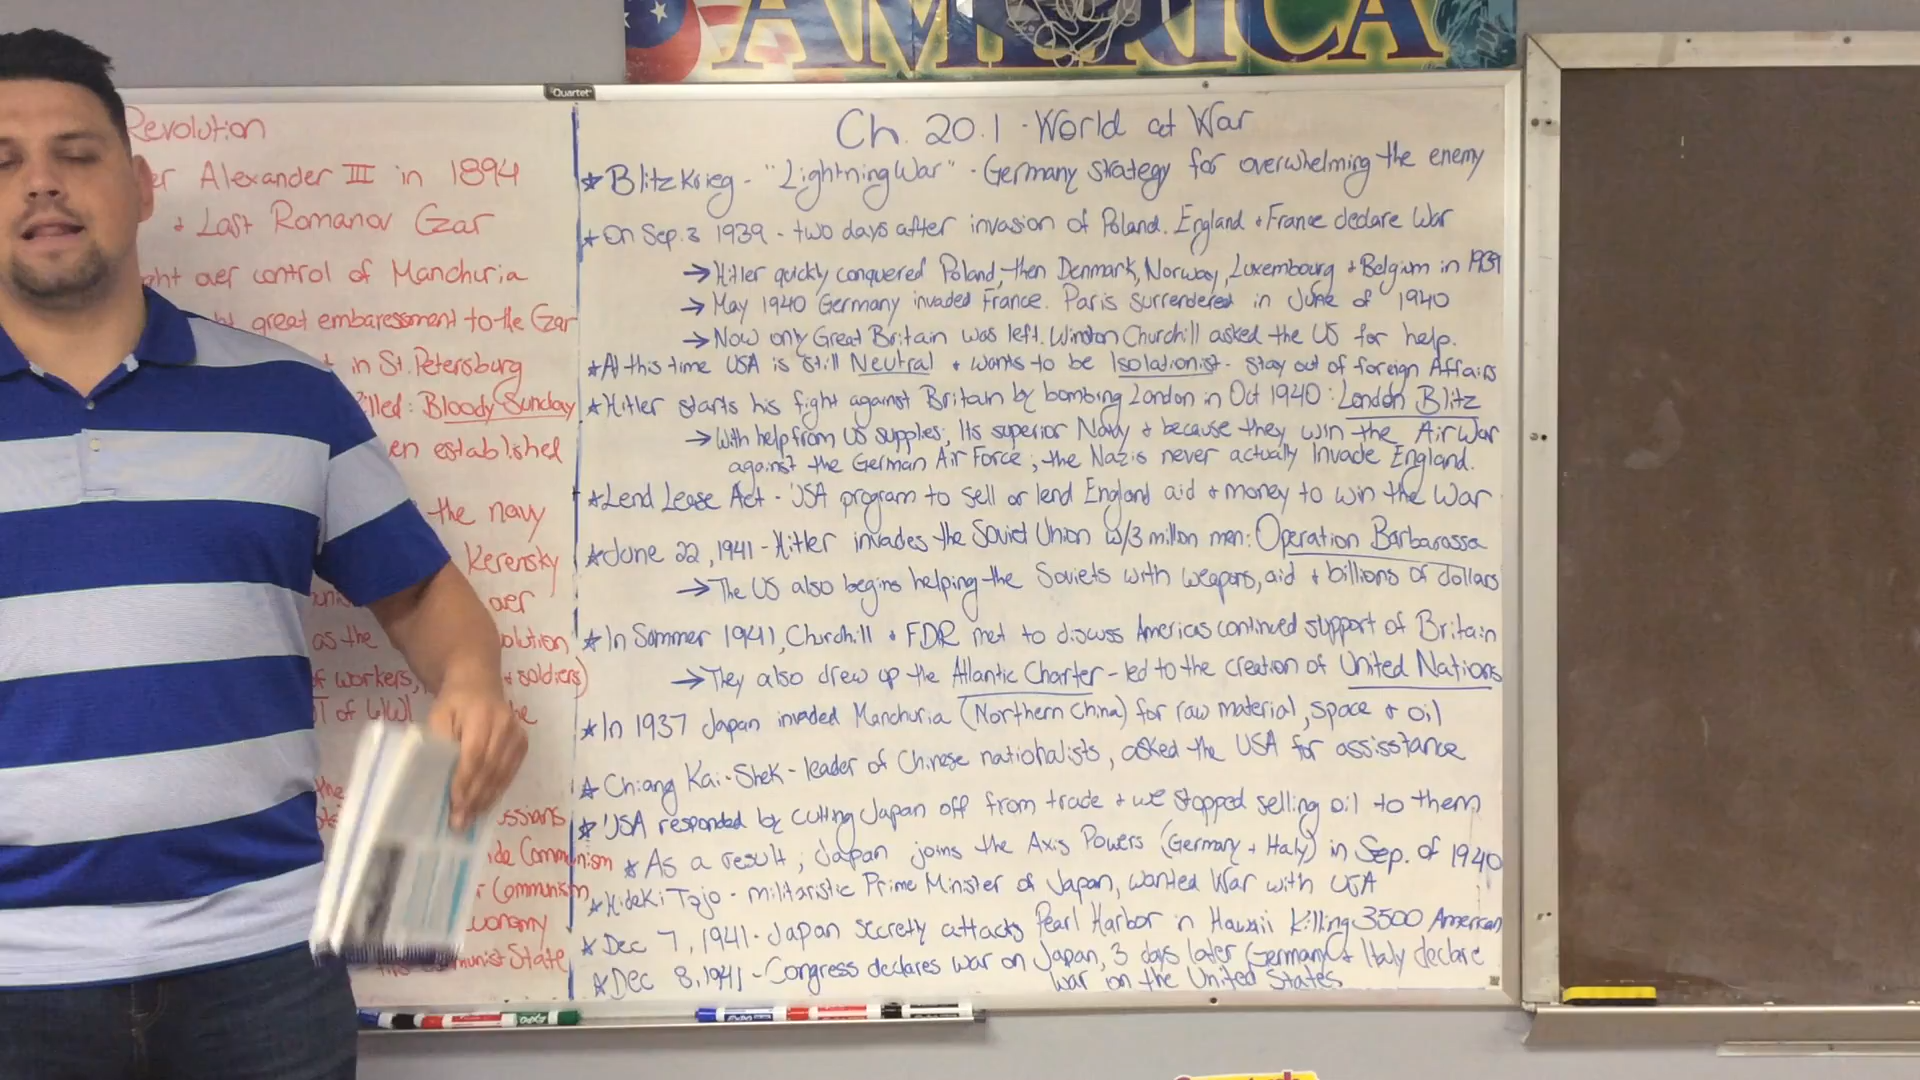 AMERICA
Quartet
Revolution
er Alexander III in 1894
+ Last Romanov Czar
ght over control of Manchuria
great embaressment to the Czar
t in St. Petersburg
illed: Bloody Sunday
en established
the navy
Kerensky
over
as the olution
of workers, + soldiers)
OT of WWI he
the
ussians
ide Communism
r Communism
conomy
munist State
Ch. 20.1 - World at War
★ BlitzKrieg - "LightningWar" - Germany strategy for overwhelming the enemy
★ On Sep. 3 1939 - two days after invasion of Poland. England + France declare War
→ Hitler quickly conquered Poland, then Denmark, Norway, Luxembourg + Belgium in 1939
→ May 1940 Germany invaded France. Paris surrendered in June of 1940
→ Now only Great Britain was left. Winston Churchill asked the US for help.
★ At this time USA is still Neutral + wants to be Isolationist - stay out of foreign Affairs
★ Hitler starts his fight against Britain by bombing London in Oct 1940: London Blitz
→ With help from US supplies, Its superior Navy + because they win the Air War
against the German Air Force, the Nazis never actually Invade England.
★ Lend Lease Act - USA program to sell or lend England aid + money to win the War
★ June 22, 1941 - Hitler invades the Soviet Union w/3 millon men: Operation Barbarossa
→ The US also begins helping the Soviets with weapons, aid + billions of dollars
★ In Sommer 1941, Churchill + FDR met to discuss Americas continued support of Britain
→ They also drew up the Atlantic Charter - led to the creation of United Nations
★ In 1937 Japan invaded Manchuria (Northern China) for raw material, space + oil
★ Chiang Kai-Shek - leader of Chinese nationalists, asked the USA for assisstance
★ USA responded by cutting Japan off from trade + we stopped selling oil to them
★ As a result, Japan joins the Axis Powers (Germany + Italy) in Sep. of 1940
★ Hideki Tojo - militaristic Prime Minister of Japan, wanted War with USA
★ Dec 7, 1941 - Japan secretly attacks Pearl Harbor in Hawaii Killing 3500 American
★ Dec 8, 1941 - Congress declares war on Japan, 3 days later Germany + Italy declare
war on the United States
EXPO